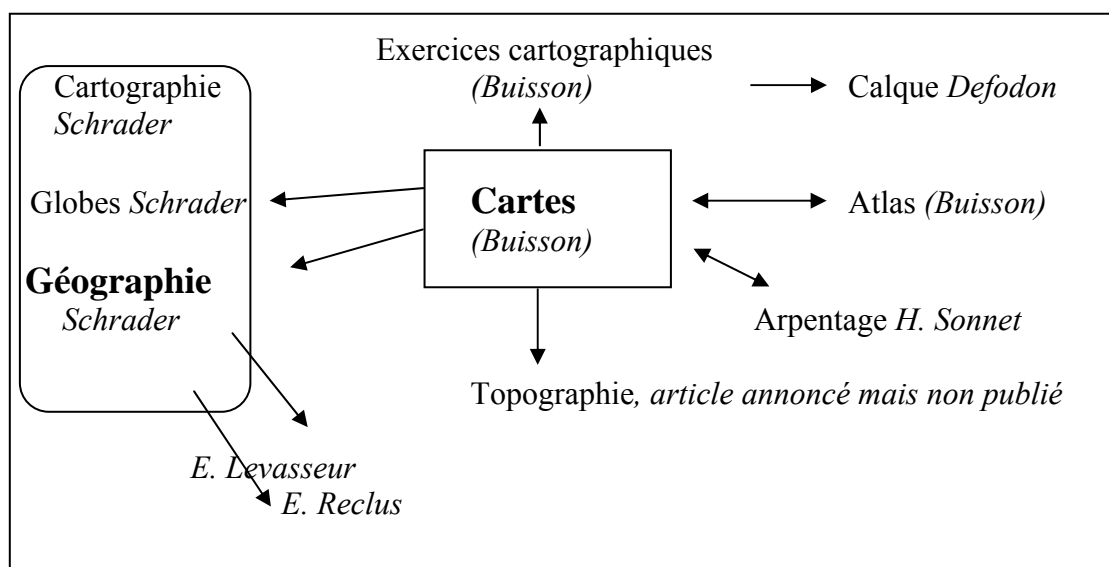 Exercices cartographiques
(Buisson)
Calque Defodon
Cartographie
Schrader
Globes Schrader
Géographie
Schrader
Cartes
(Buisson)
Atlas (Buisson)
Arpentage H. Sonnet
Topographie, article annoncé mais non publié
E. Levasseur
E. Reclus